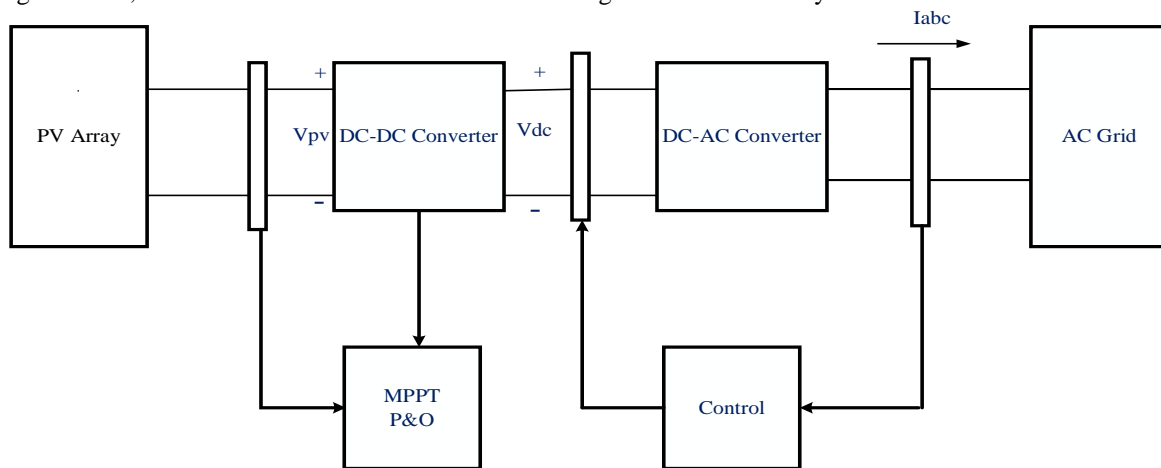 Iabc
+
+
PV Array
Vpv
DC-DC Converter
Vdc
DC-AC Converter
AC Grid
-
-
MPPT
P&O
Control